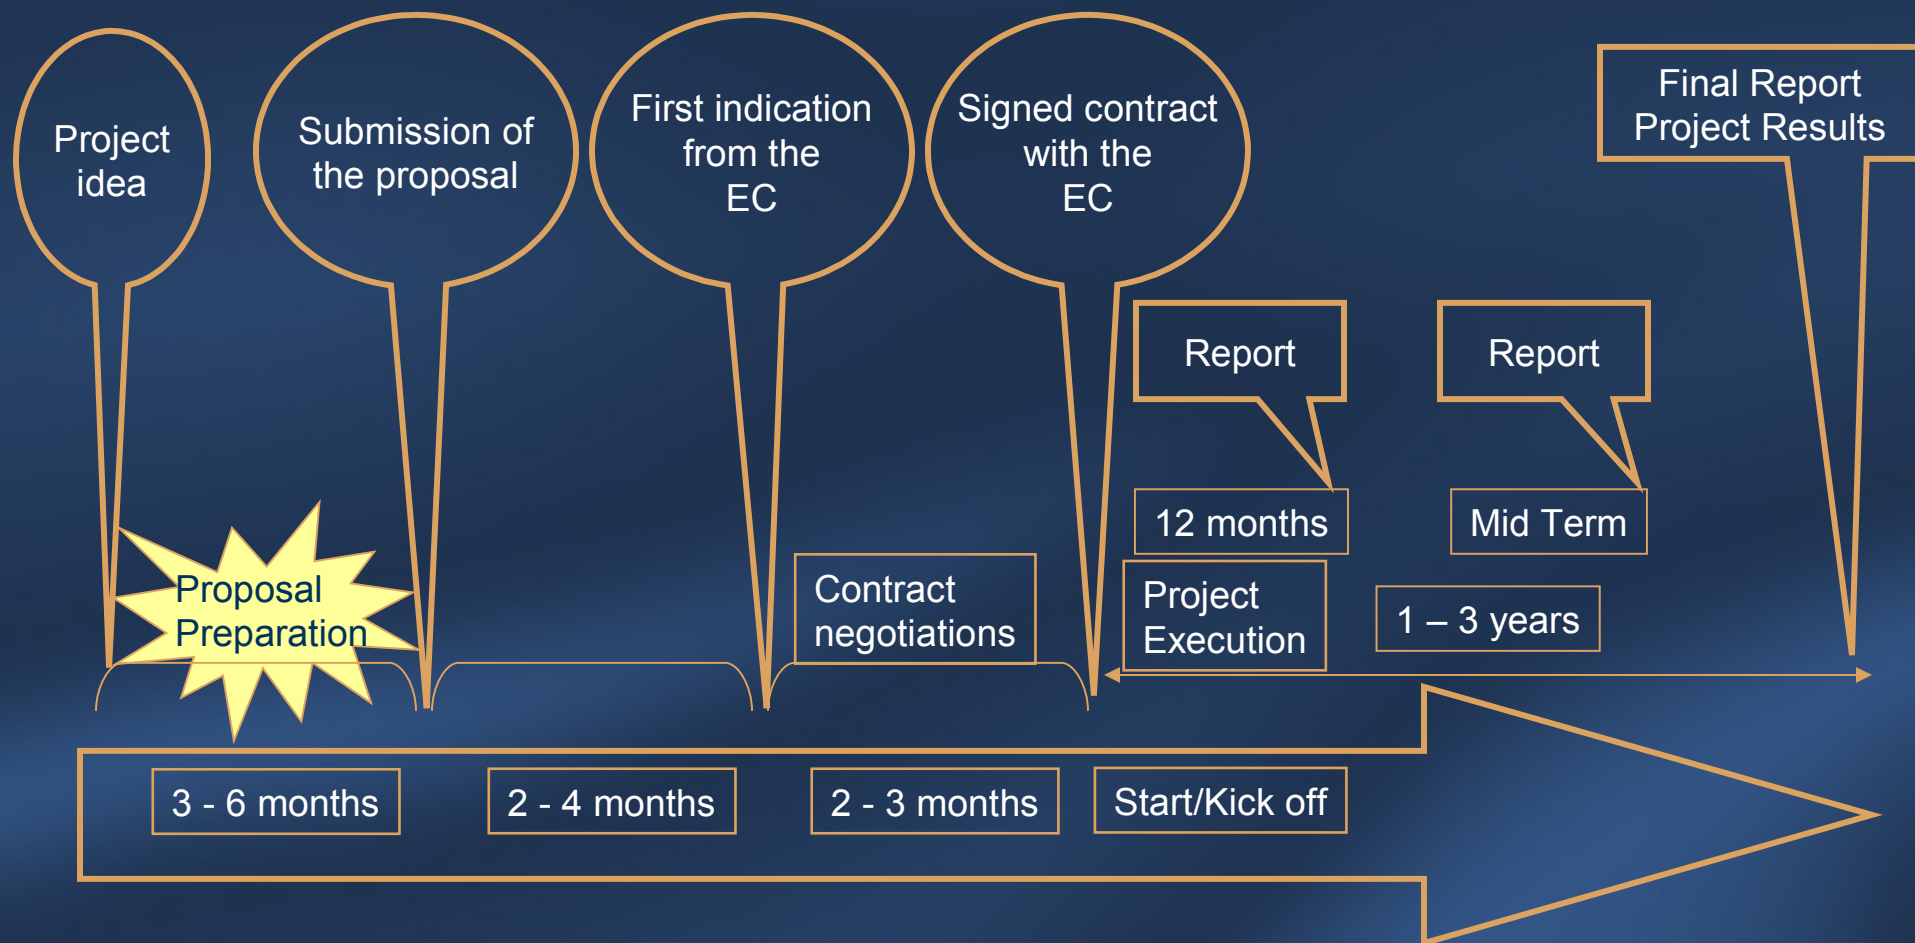 Project
idea
Submission of
the proposal
First indication
from the
EC
Signed contract
with the
EC
Final Report
Project Results
Report
Report
12 months
Mid Term
Proposal
Preparation
Contract
negotiations
Project
Execution
1 – 3 years
3 - 6 months
2 - 4 months
2 - 3 months
Start/Kick off